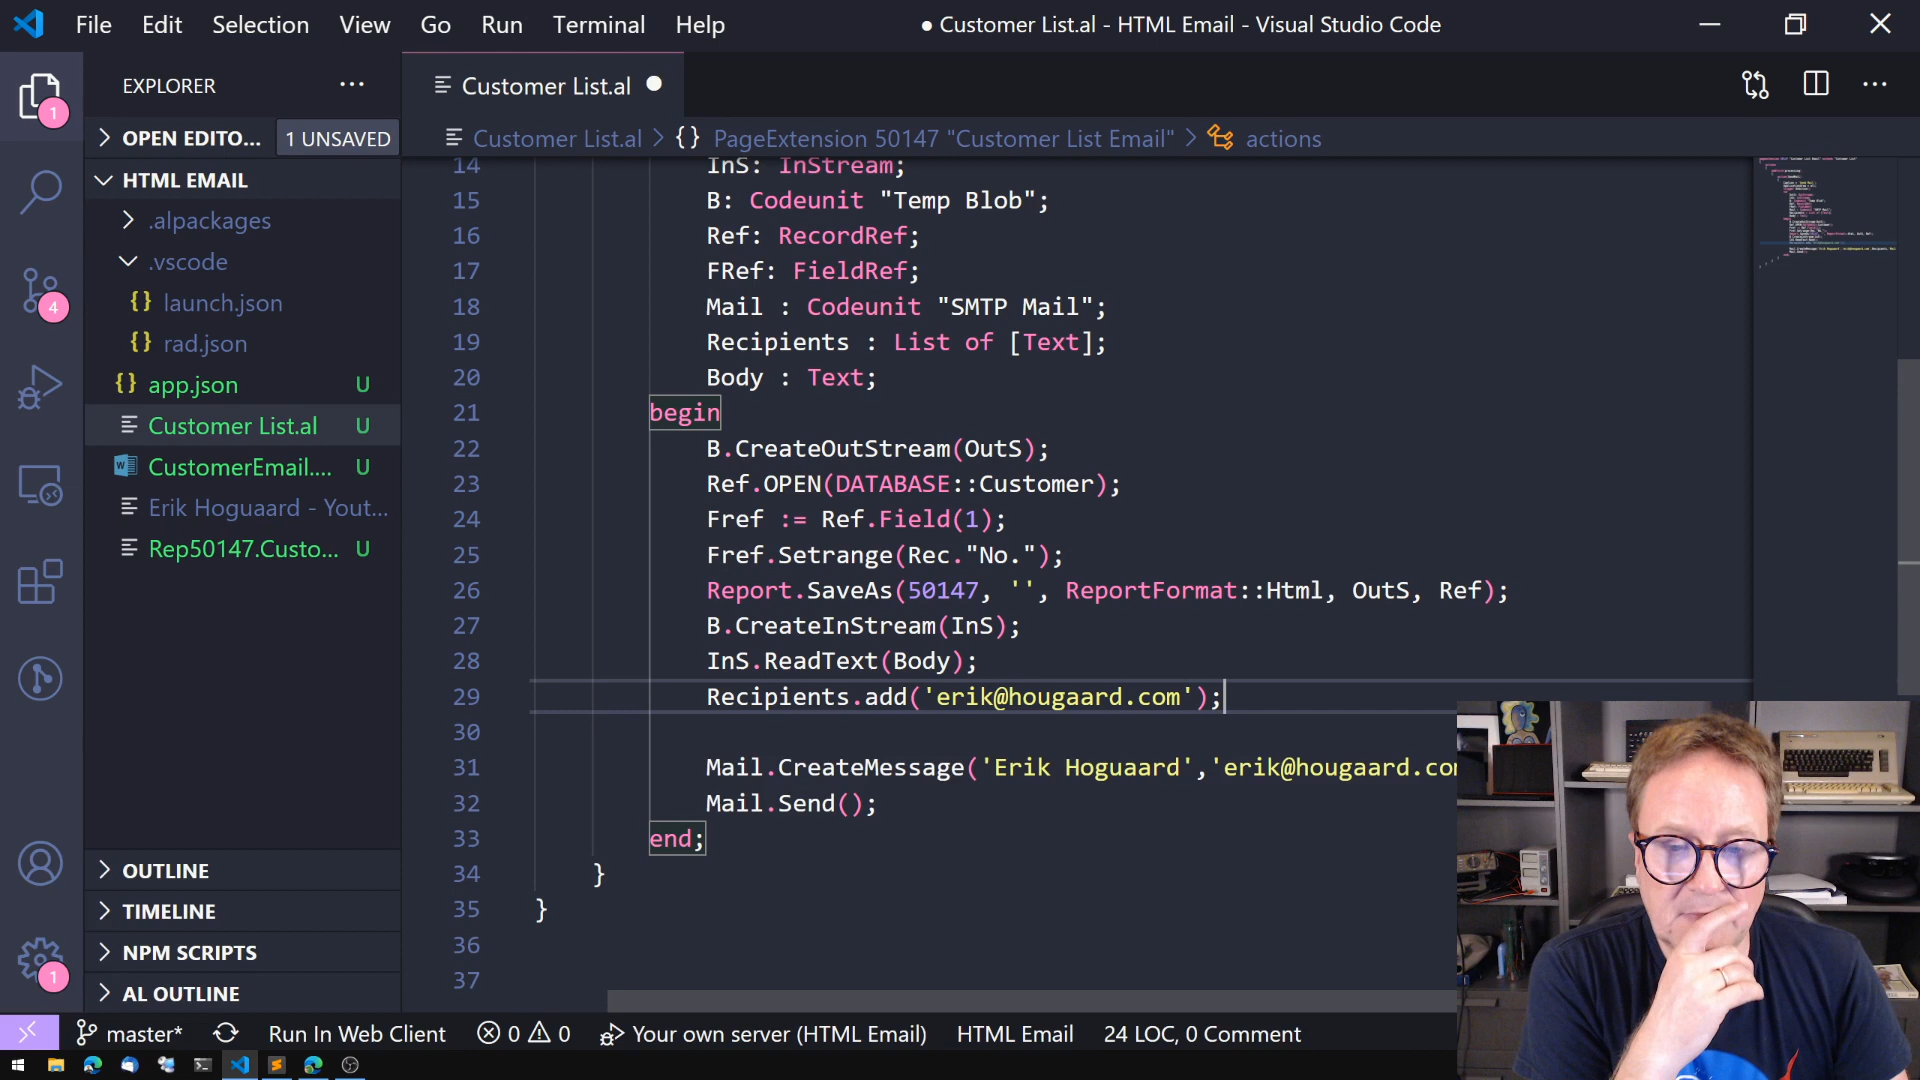 File Edit Selection View Go Run Terminal Help
● Customer List.al - HTML Email - Visual Studio Code
EXPLORER ···
Customer List.al ●
OPEN EDITO... 1 UNSAVED
Customer List.al > {} PageExtension 50147 "Customer List Email" > actions
HTML EMAIL
.alpackages
.vscode
{} launch.json
{} rad.json
{} app.json U
Customer List.al U
CustomerEmail.... U
Erik Hoguaard - Yout...
Rep50147.Custo... U
OUTLINE
TIMELINE
NPM SCRIPTS
AL OUTLINE
1
4
1
14 InS: InStream;
15 B: Codeunit "Temp Blob";
16 Ref: RecordRef;
17 FRef: FieldRef;
18 Mail : Codeunit "SMTP Mail";
19 Recipients : List of [Text];
20 Body : Text;
21 begin
22 B.CreateOutStream(OutS);
23 Ref.OPEN(DATABASE::Customer);
24 Fref := Ref.Field(1);
25 Fref.Setrange(Rec."No.");
26 Report.SaveAs(50147, '', ReportFormat::Html, OutS, Ref);
27 B.CreateInStream(InS);
28 InS.ReadText(Body);
29 Recipients.add('erik@hougaard.com');
30
31 Mail.CreateMessage('Erik Hoguaard','erik@hougaard.co
32 Mail.Send();
33 end;
34 }
35 }
36
37
master* Run In Web Client 0 0 Your own server (HTML Email) HTML Email 24 LOC, 0 Comment